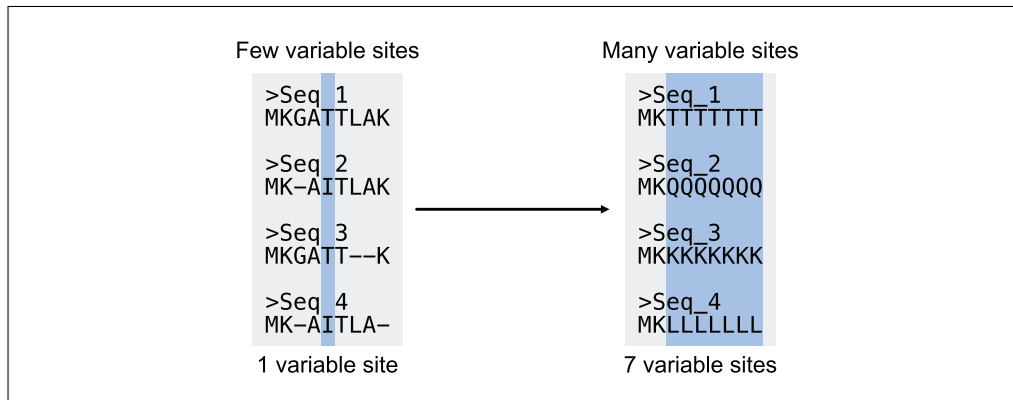 Few variable sites
>Seq_1
MKGATTLAK
>Seq_2
MK-AITLAK
>Seq_3
MKGATT--K
>Seq_4
MK-AITLA-
1 variable site
Many variable sites
>Seq_1
MKTTTTTTT
>Seq_2
MKQQQQQQQ
>Seq_3
MKKKKKKKK
>Seq_4
MKLLLLLLL
7 variable sites